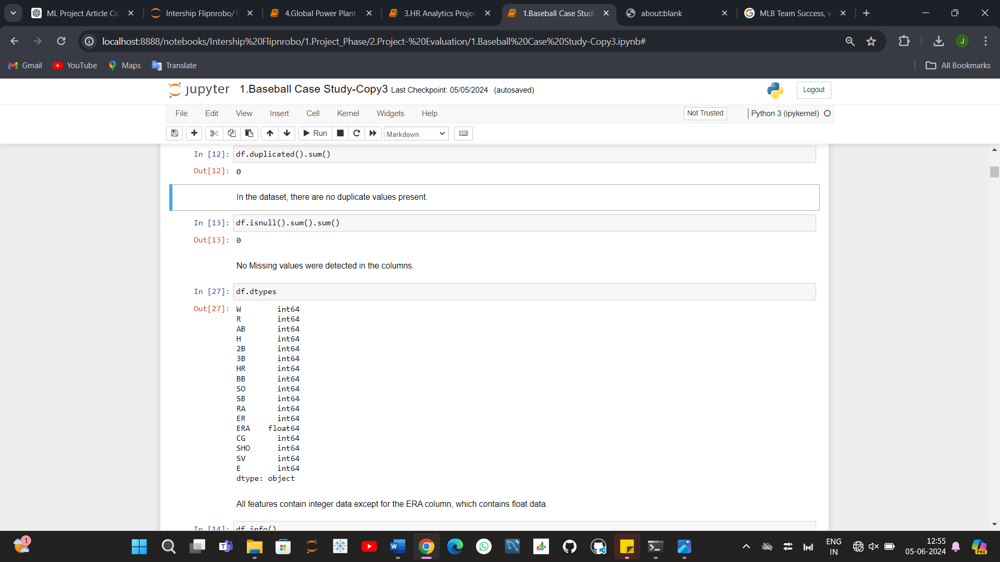 ML Project Article Co
Intership Flipnrobo/1
4.Global Power Plant
3.HR Analytics Projec
1.Baseball Case Study
about:blank
MLB Team Success, w
localhost:8888/notebooks/Intership%20Flipnrobo/1.Project_Phase/2.Project-%20Evaluation/1.Baseball%20Case%20Study-Copy3.ipynb#
J
Gmail YouTube Maps Translate All Bookmarks
jupyter 1.Baseball Case Study-Copy3 Last Checkpoint: 05/05/2024 (autosaved) Logout
File Edit View Insert Cell Kernel Widgets Help Not Trusted Python 3 (ipykernel)
Run Markdown
In [12]: df.duplicated().sum()
Out[12]: 0
In the dataset, there are no duplicate values present.
In [13]: df.isnull().sum().sum()
Out[13]: 0
No Missing values were detected in the columns.
In [27]: df.dtypes
Out[27]: W int64
R int64
AB int64
H int64
2B int64
3B int64
HR int64
BB int64
SO int64
SB int64
RA int64
ER int64
ERA float64
CG int64
SHO int64
SV int64
E int64
dtype: object
All features contain integer data except for the ERA column, which contains float data.
In [14]: df.info()
1
ENG
IN
12:55
05-06-2024
PRE